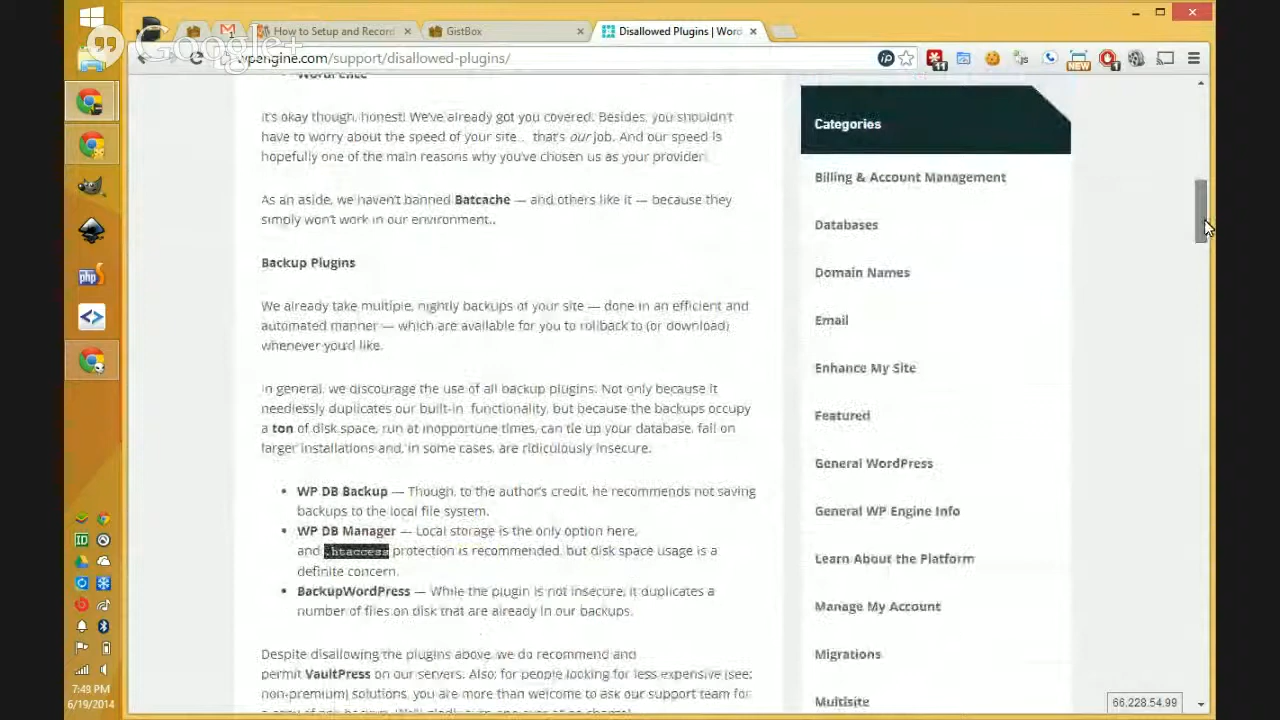 Google+
How to Setup and Record
GistBox
Disallowed Plugins | Word
wpengine.com/support/disallowed-plugins/
11
NEW
1
WordFence
It's okay though, honest! We've already got you covered. Besides, you shouldn't
have to worry about the speed of your site… that's our job. And our speed is
hopefully one of the main reasons why you've chosen us as your provider.
As an aside, we haven't banned Batcache — and others like it — because they
simply won't work in our environment..
Backup Plugins
We already take multiple, nightly backups of your site — done in an efficient and
automated manner — which are available for you to rollback to (or download)
whenever you'd like.
In general, we discourage the use of all backup plugins. Not only because it
needlessly duplicates our built-in functionality, but because the backups occupy
a ton of disk space, run at inopportune times, can tie up your database, fail on
larger installations and, in some cases, are ridiculously insecure.
• WP DB Backup — Though, to the author's credit, he recommends not saving
backups to the local file system.
• WP DB Manager — Local storage is the only option here,
and .htaccess protection is recommended, but disk space usage is a
definite concern.
• BackupWordPress — While the plugin is not insecure, it duplicates a
number of files on disk that are already in our backups.
Despite disallowing the plugins above, we do recommend and
permit VaultPress on our servers. Also, for people looking for less expensive (see:
non-premium) solutions, you are more than welcome to ask our support team for
Categories
Billing & Account Management
Databases
Domain Names
Email
Enhance My Site
Featured
General WordPress
General WP Engine Info
Learn About the Platform
Manage My Account
Migrations
Multisite
66.228.54.99
php
ID
7:49 PM
6/19/2014